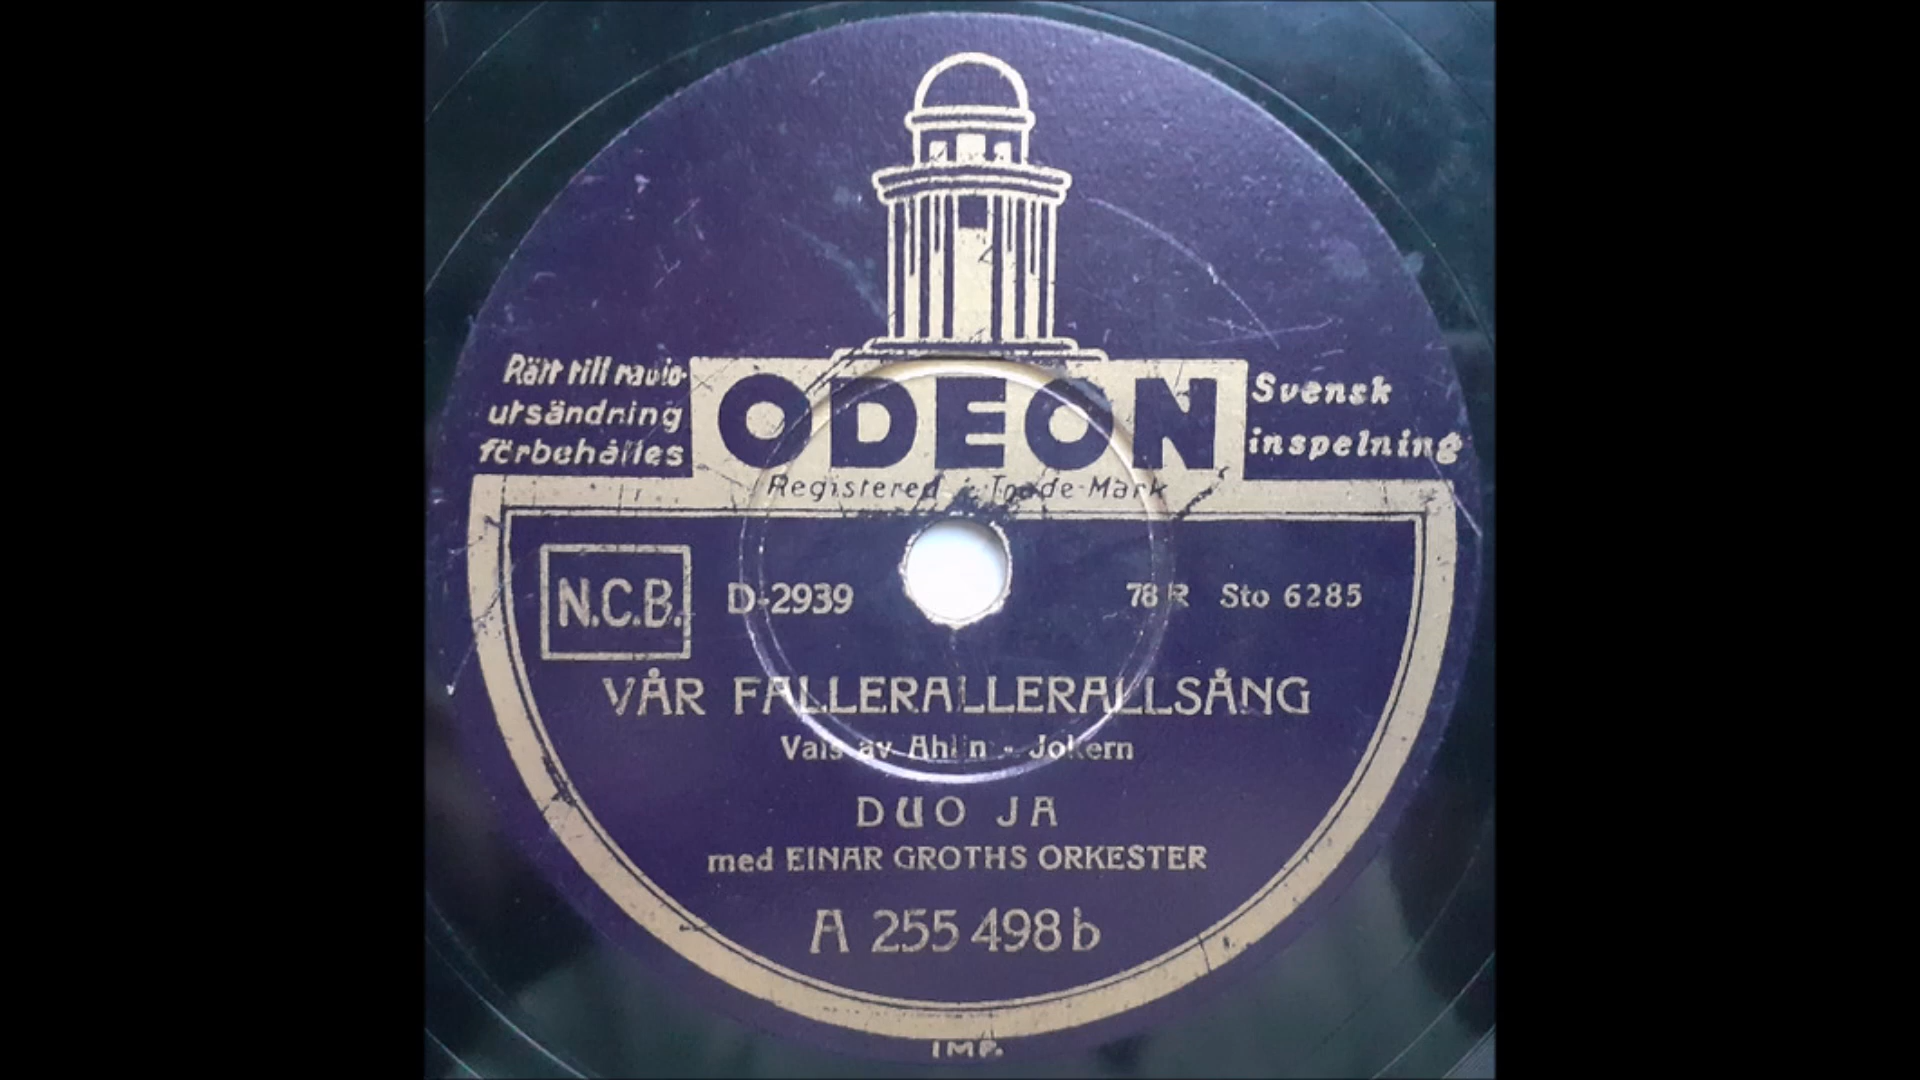 Rätt till radio-
utsändning
förbehålles
ODEON
Svensk
inspelning
Registered Trade-Mark
N.C.B.
D-2939
78 R Sto 6285
VÅR FALLERALLERALLSÅNG
Vals av Ahlin - Jokern
DUO JA
med EINAR GROTHS ORKESTER
A 255 498 b
IMP.